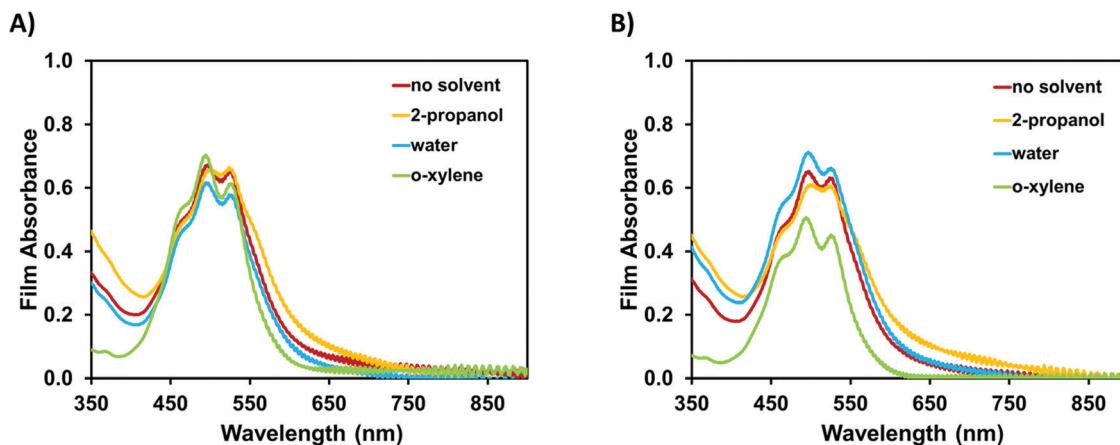 A)
1.0
0.8
0.6
0.4
0.2
0.0
Film Absorbance
no solvent
2-propanol
water
o-xylene
350 450 550 650 750 850
Wavelength (nm)
B)
1.0
0.8
0.6
0.4
0.2
0.0
Film Absorbance
no solvent
2-propanol
water
o-xylene
350 450 550 650 750 850
Wavelength (nm)